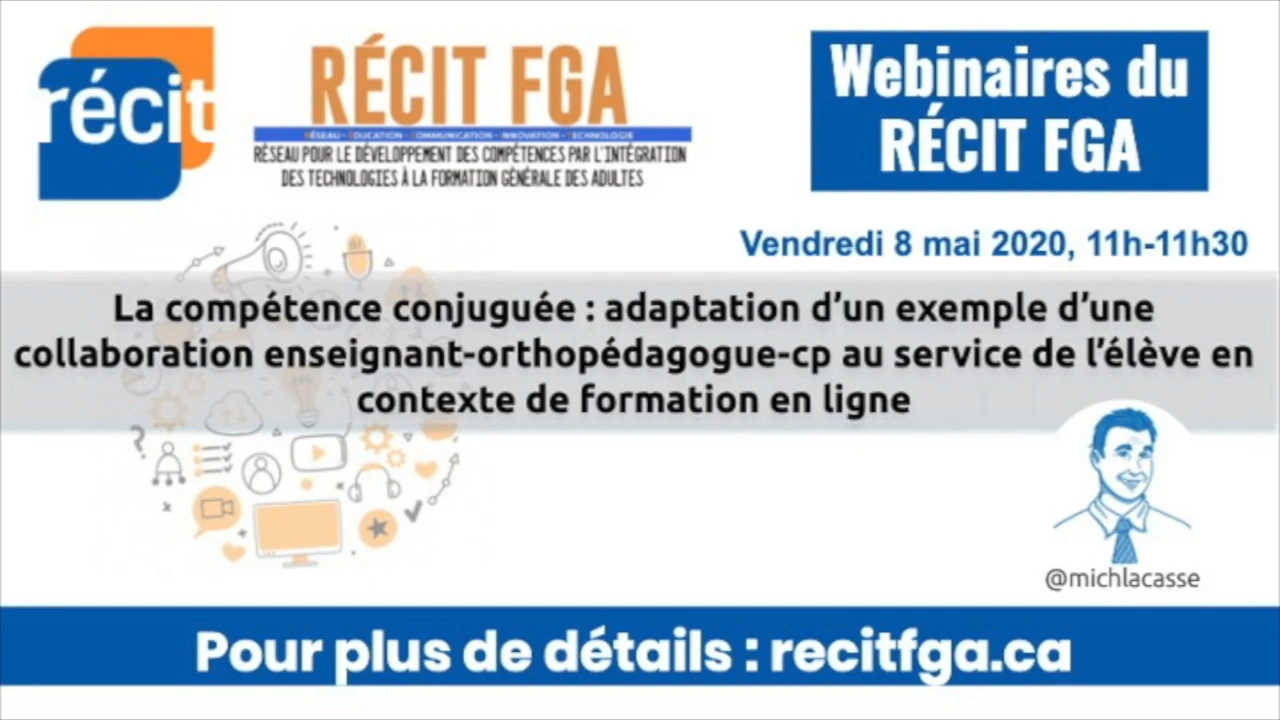 récit
RÉCIT FGA
RÉSEAU - ÉDUCATION - COMMUNICATION - INNOVATION - TECHNOLOGIE
RÉSEAU POUR LE DÉVELOPPEMENT DES COMPÉTENCES PAR L'INTÉGRATION
DES TECHNOLOGIES À LA FORMATION GÉNÉRALE DES ADULTES
Webinaires du
RÉCIT FGA
Vendredi 8 mai 2020, 11h-11h30
La compétence conjuguée : adaptation d'un exemple d'une
collaboration enseignant-orthopédagogue-cp au service de l'élève en
contexte de formation en ligne
@michlacasse
Pour plus de détails : recitfga.ca